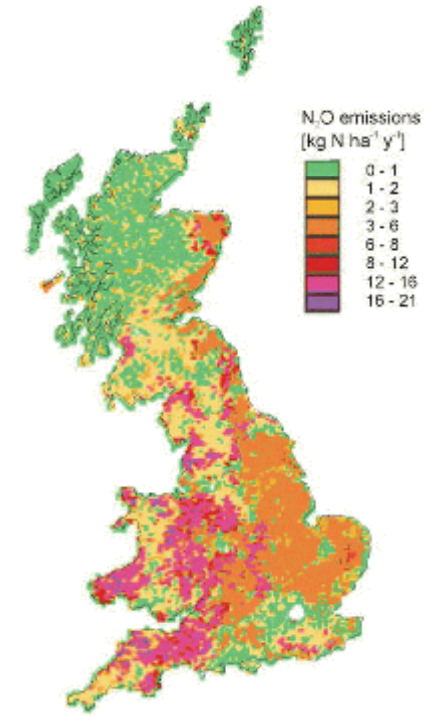 N₂O emissions
[kg N ha⁻¹ y⁻¹]
0 - 1
1 - 2
2 - 3
3 - 6
6 - 8
8 - 12
12 - 16
16 - 21